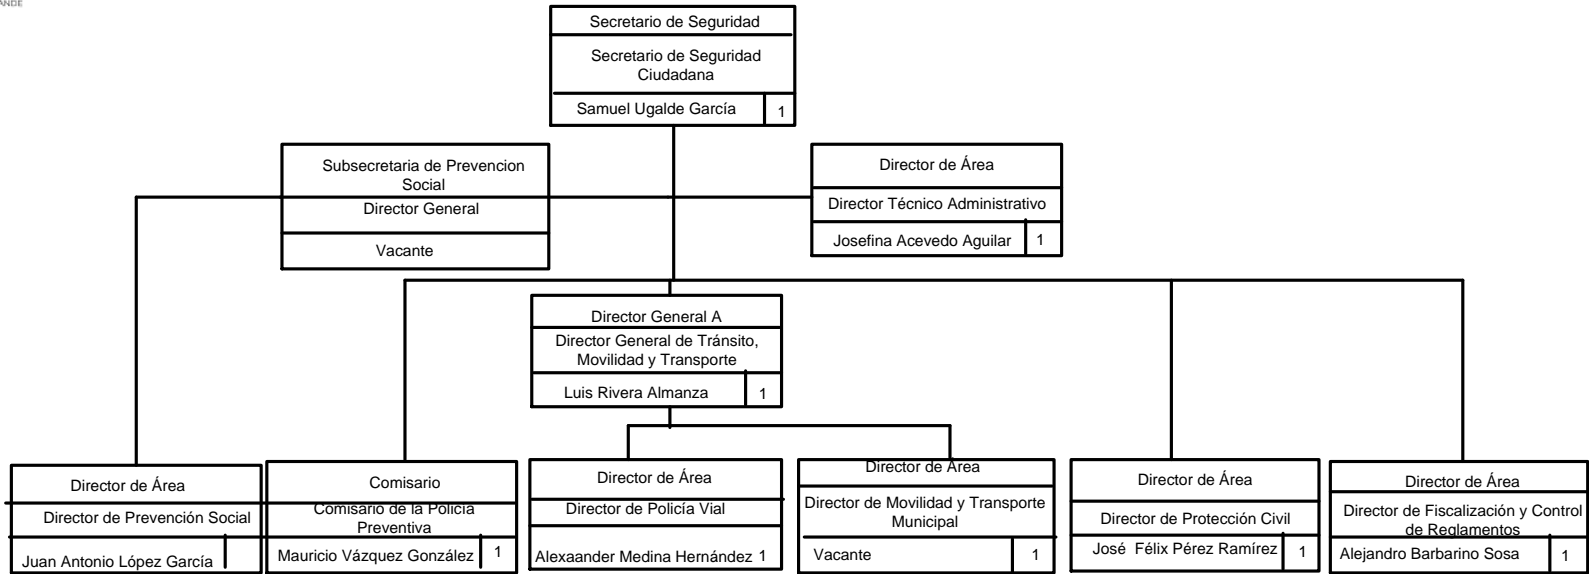 ANDE
Secretario de Seguridad
Secretario de Seguridad
Ciudadana
Samuel Ugalde García 1
Subsecretaria de Prevencion
Social
Director General
Vacante
Director de Área
Director Técnico Administrativo
Josefina Acevedo Aguilar 1
Director General A
Director General de Tránsito,
Movilidad y Transporte
Luis Rivera Almanza 1
Director de Área
Director de Prevención Social
Juan Antonio López García
Comisario
Comisario de la Policía
Preventiva
Mauricio Vázquez González 1
Director de Área
Director de Policía Vial
Alexaander Medina Hernández 1
Director de Área
Director de Movilidad y Transporte
Municipal
Vacante 1
Director de Área
Director de Protección Civil
José Félix Pérez Ramírez 1
Director de Área
Director de Fiscalización y Control
de Reglamentos
Alejandro Barbarino Sosa 1